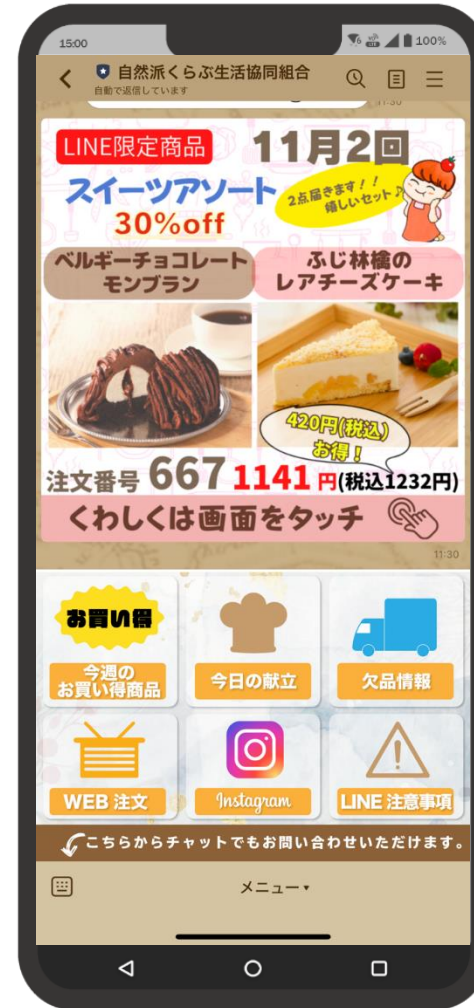 15:00
100%
自然派くらぶ生活協同組合
自動で返信しています
11:30
LINE限定商品
11月2回
スイーツアソート
30%off
2点届きます!!
嬉しいセット♪
ベルギーチョコレート
モンブラン
ふじ林檎の
レアチーズケーキ
420円(税込)
お得!
注文番号 667 1141 円(税込1232円)
くわしくは画面をタッチ
11:30
お買い得
今週の
お買い得商品
今日の献立
欠品情報
WEB 注文
Instagram
LINE 注意事項
こちらからチャットでもお問い合わせいただけます。
メニュー▾